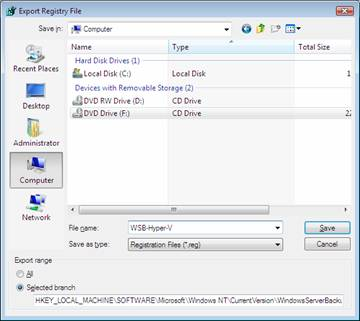 Export Registry File
Save in: Computer
Name Type Total Size
Hard Disk Drives (1)
Local Disk (C:) Local Disk 1
Devices with Removable Storage (2)
DVD RW Drive (D:) CD Drive
DVD Drive (F:) CD Drive 22
Recent Places
Desktop
Administrator
Computer
Network
File name: WSB-Hyper-V Save
Save as type: Registration Files (*.reg) Cancel
Export range
All
Selected branch
HKEY_LOCAL_MACHINE\SOFTWARE\Microsoft\Windows NT\CurrentVersion\WindowsServerBacku